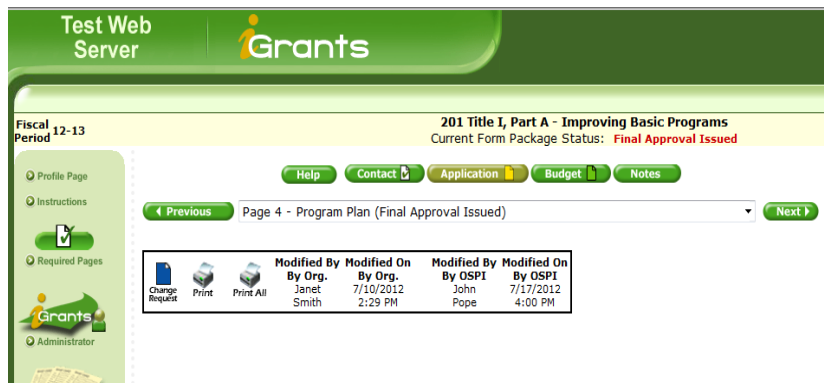 Test Web
Server
iGrants
Fiscal
Period 12-13
201 Title I, Part A - Improving Basic Programs
Current Form Package Status: Final Approval Issued
Profile Page
Instructions
Required Pages
iGrants
Administrator
Help
Contact
Application
Budget
Notes
Previous
Page 4 - Program Plan (Final Approval Issued)
Next
Change
Request
Print
Print All
Modified By Modified On
By Org. By Org.
Janet 7/10/2012
Smith 2:29 PM
Modified By Modified On
By OSPI By OSPI
John 7/17/2012
Pope 4:00 PM